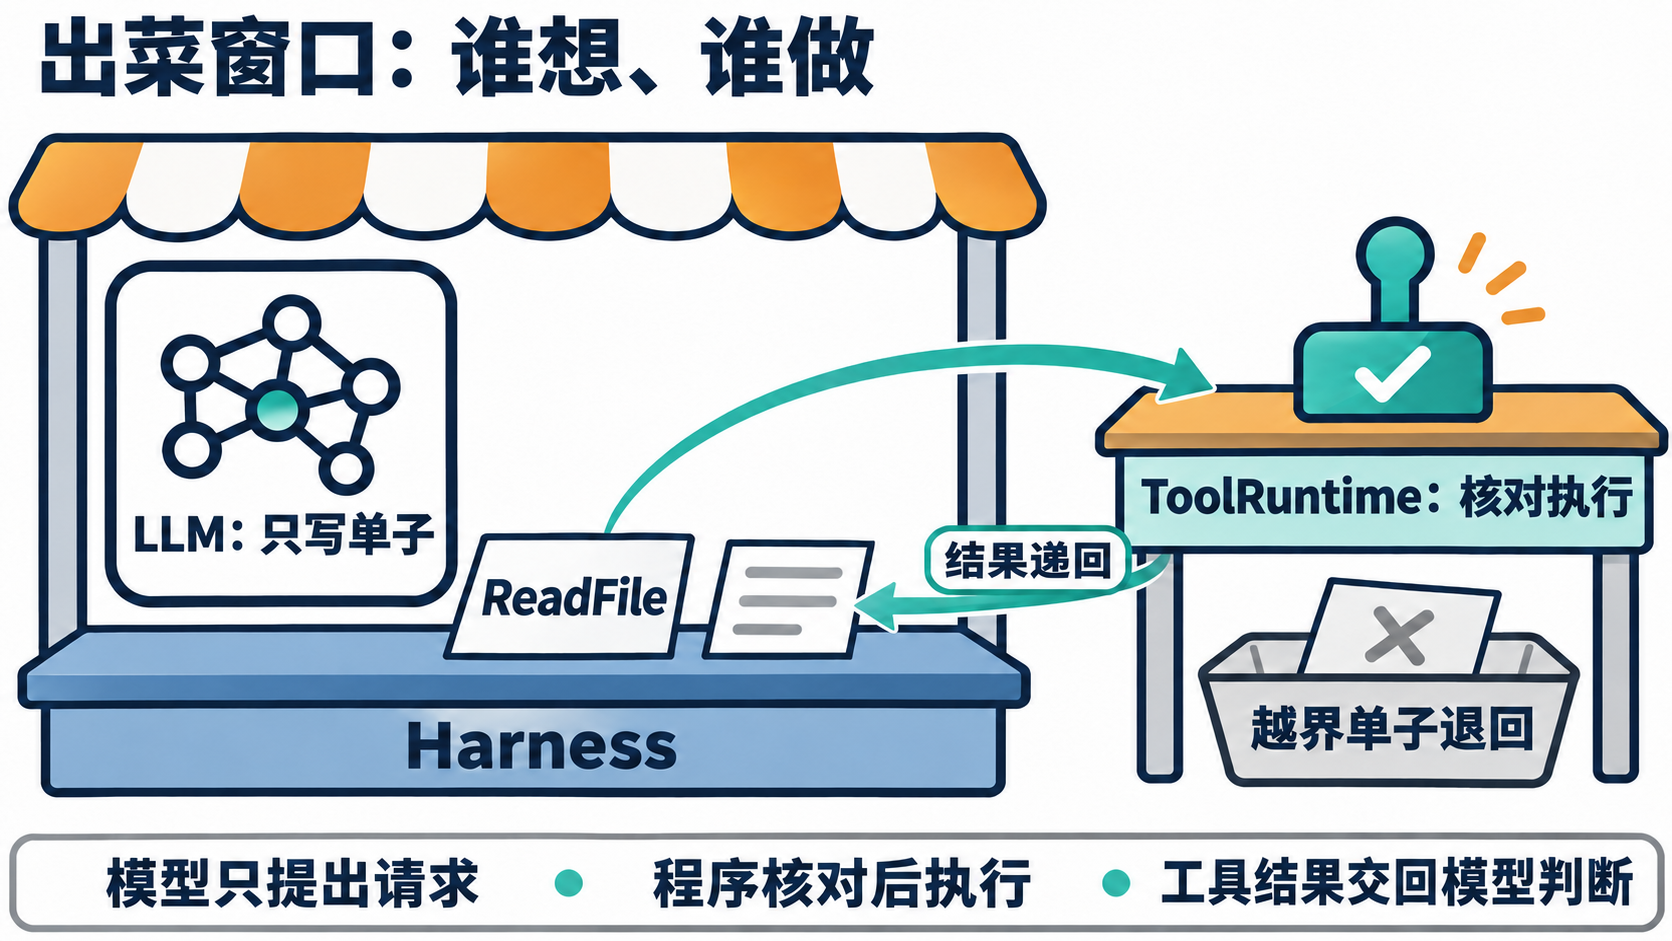 出菜窗口：谁想、谁做
LLM：只写单子
ReadFile
结果递回
ToolRuntime：核对执行
越界单子退回
Harness
模型只提出请求 ● 程序核对后执行 ● 工具结果交回模型判断